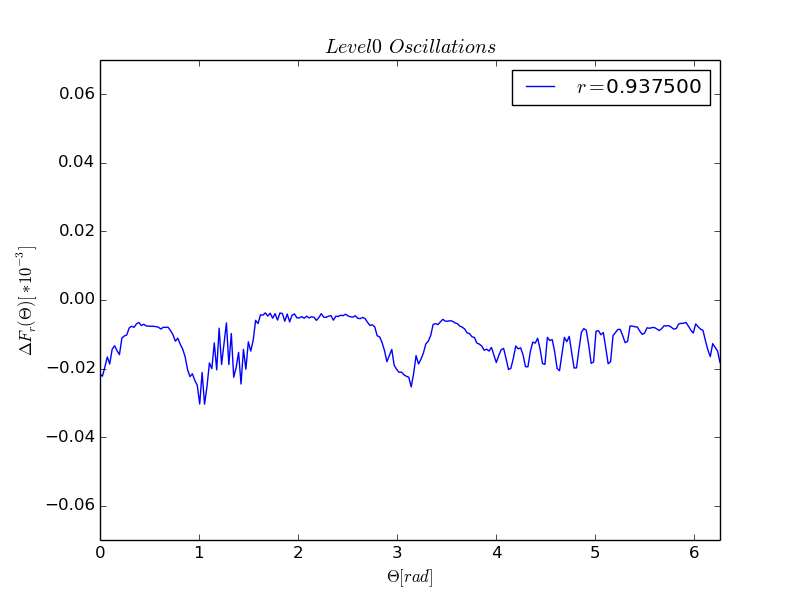 Level0 Oscillations
r=0.937500
0.06
0.04
0.02
0.00
−0.02
−0.04
−0.06
ΔF_r(Θ)[*10^{-3}]
0 1 2 3 4 5 6
Θ[rad]